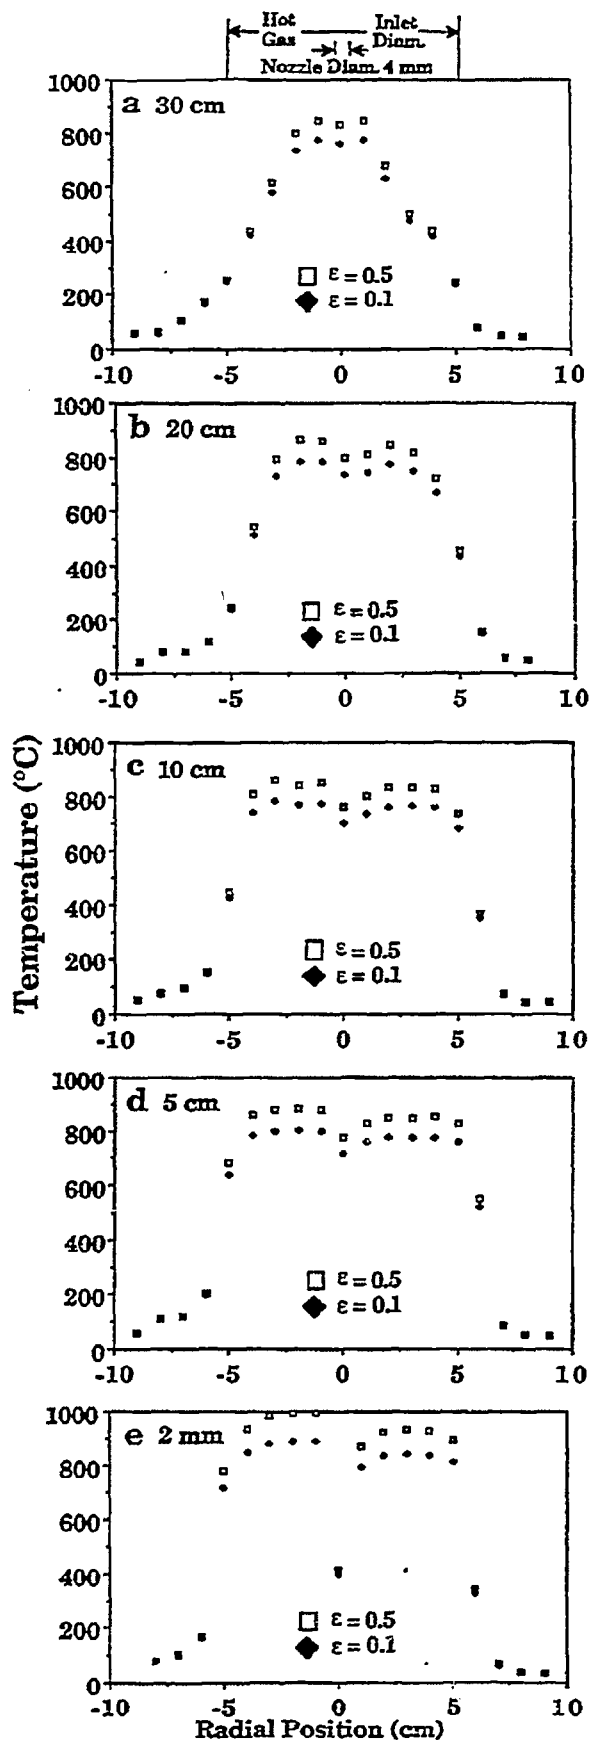 Hot Inlet
Gas Diam.
Nozzle Diam. 4 mm
a 30 cm
1000
800
600
400
200
0
ε = 0.5
ε = 0.1
-10 -5 0 5 10
b 20 cm
1000
800
600
400
200
0
ε = 0.5
ε = 0.1
-10 -5 0 5 10
Temperature (°C)
c 10 cm
1000
800
600
400
200
0
ε = 0.5
ε = 0.1
-10 -5 0 5 10
d 5 cm
1000
800
600
400
200
0
ε = 0.5
ε = 0.1
-10 -5 0 5 10
e 2 mm
1000
800
600
400
200
0
ε = 0.5
ε = 0.1
-10 -5 0 5 10
Radial Position (cm)